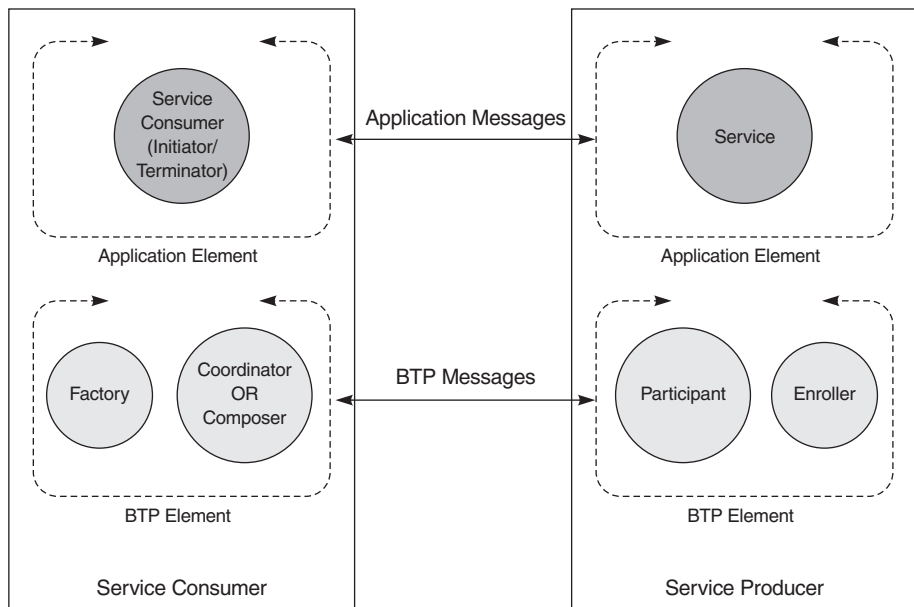 Service
Consumer
(Initiator/
Terminator)
Application Element
Application Messages
Service
Application Element
Factory
Coordinator
OR
Composer
BTP Element
BTP Messages
Participant
Enroller
BTP Element
Service Consumer
Service Producer